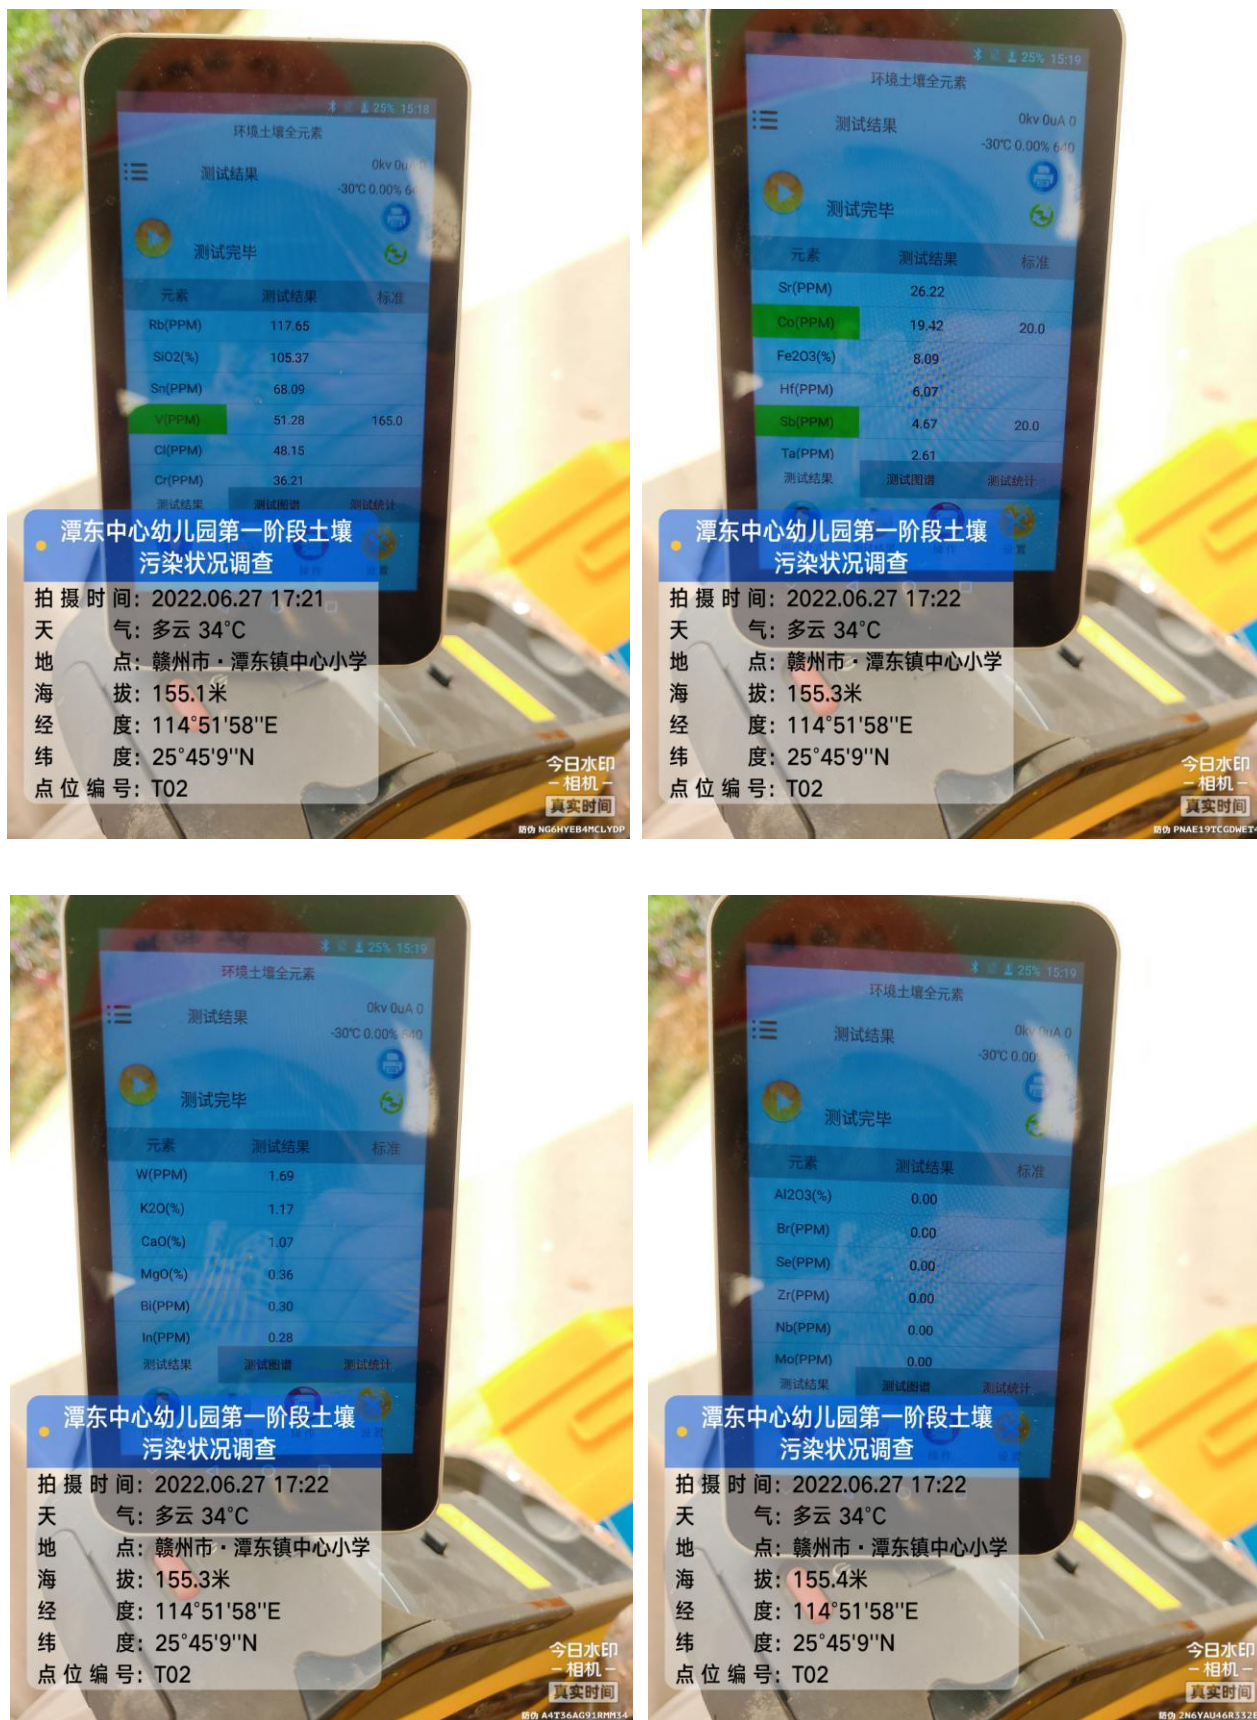 25% 15:18
环境土壤全元素
测试结果
0kv 0uA 0
-30°C 0.00% 640
测试完毕
元素 测试结果 标准
Rb(PPM) 117.65
SiO2(%) 105.37
Sn(PPM) 68.09
V(PPM) 51.28 165.0
Cl(PPM) 48.15
Cr(PPM) 36.21
测试结果 测试图谱 测试统计
潭东中心幼儿园第一阶段土壤
污染状况调查
拍摄时间: 2022.06.27 17:21
天气: 多云 34°C
地点: 赣州市·潭东镇中心小学
海拔: 155.1米
经度: 114°51'58''E
纬度: 25°45'9''N
点位编号: T02
今日水印
-相机-
真实时间
防伪 NG6HYEB4MCLYDP
25% 15:19
环境土壤全元素
测试结果
0kv 0uA 0
-30°C 0.00% 640
测试完毕
元素 测试结果 标准
Sr(PPM) 26.22
Co(PPM) 19.42 20.0
Fe2O3(%) 8.09
Hf(PPM) 6.07
Sb(PPM) 4.67 20.0
Ta(PPM) 2.61
测试结果 测试图谱 测试统计
设置
潭东中心幼儿园第一阶段土壤
污染状况调查
拍摄时间: 2022.06.27 17:22
天气: 多云 34°C
地点: 赣州市·潭东镇中心小学
海拔: 155.3米
经度: 114°51'58''E
纬度: 25°45'9''N
点位编号: T02
今日水印
-相机-
真实时间
防伪 PNAE19TCGDWET4
25% 15:19
环境土壤全元素
测试结果
0kv 0uA 0
-30°C 0.00% 640
测试完毕
元素 测试结果 标准
W(PPM) 1.69
K2O(%) 1.17
CaO(%) 1.07
MgO(%) 0.36
Bi(PPM) 0.30
In(PPM) 0.28
测试结果 测试图谱 测试统计
潭东中心幼儿园第一阶段土壤
污染状况调查
拍摄时间: 2022.06.27 17:22
天气: 多云 34°C
地点: 赣州市·潭东镇中心小学
海拔: 155.3米
经度: 114°51'58''E
纬度: 25°45'9''N
点位编号: T02
今日水印
-相机-
真实时间
防伪 A4T36AG91RMM34
25% 15:19
环境土壤全元素
测试结果
0kv 0uA 0
-30°C 0.00
测试完毕
元素 测试结果 标准
Al2O3(%) 0.00
Br(PPM) 0.00
Se(PPM) 0.00
Zr(PPM) 0.00
Nb(PPM) 0.00
Mo(PPM) 0.00
测试结果 测试图谱 测试统计
潭东中心幼儿园第一阶段土壤
污染状况调查
拍摄时间: 2022.06.27 17:22
天气: 多云 34°C
地点: 赣州市·潭东镇中心小学
海拔: 155.4米
经度: 114°51'58''E
纬度: 25°45'9''N
点位编号: T02
今日水印
-相机-
真实时间
防伪 2N6YAU46R332